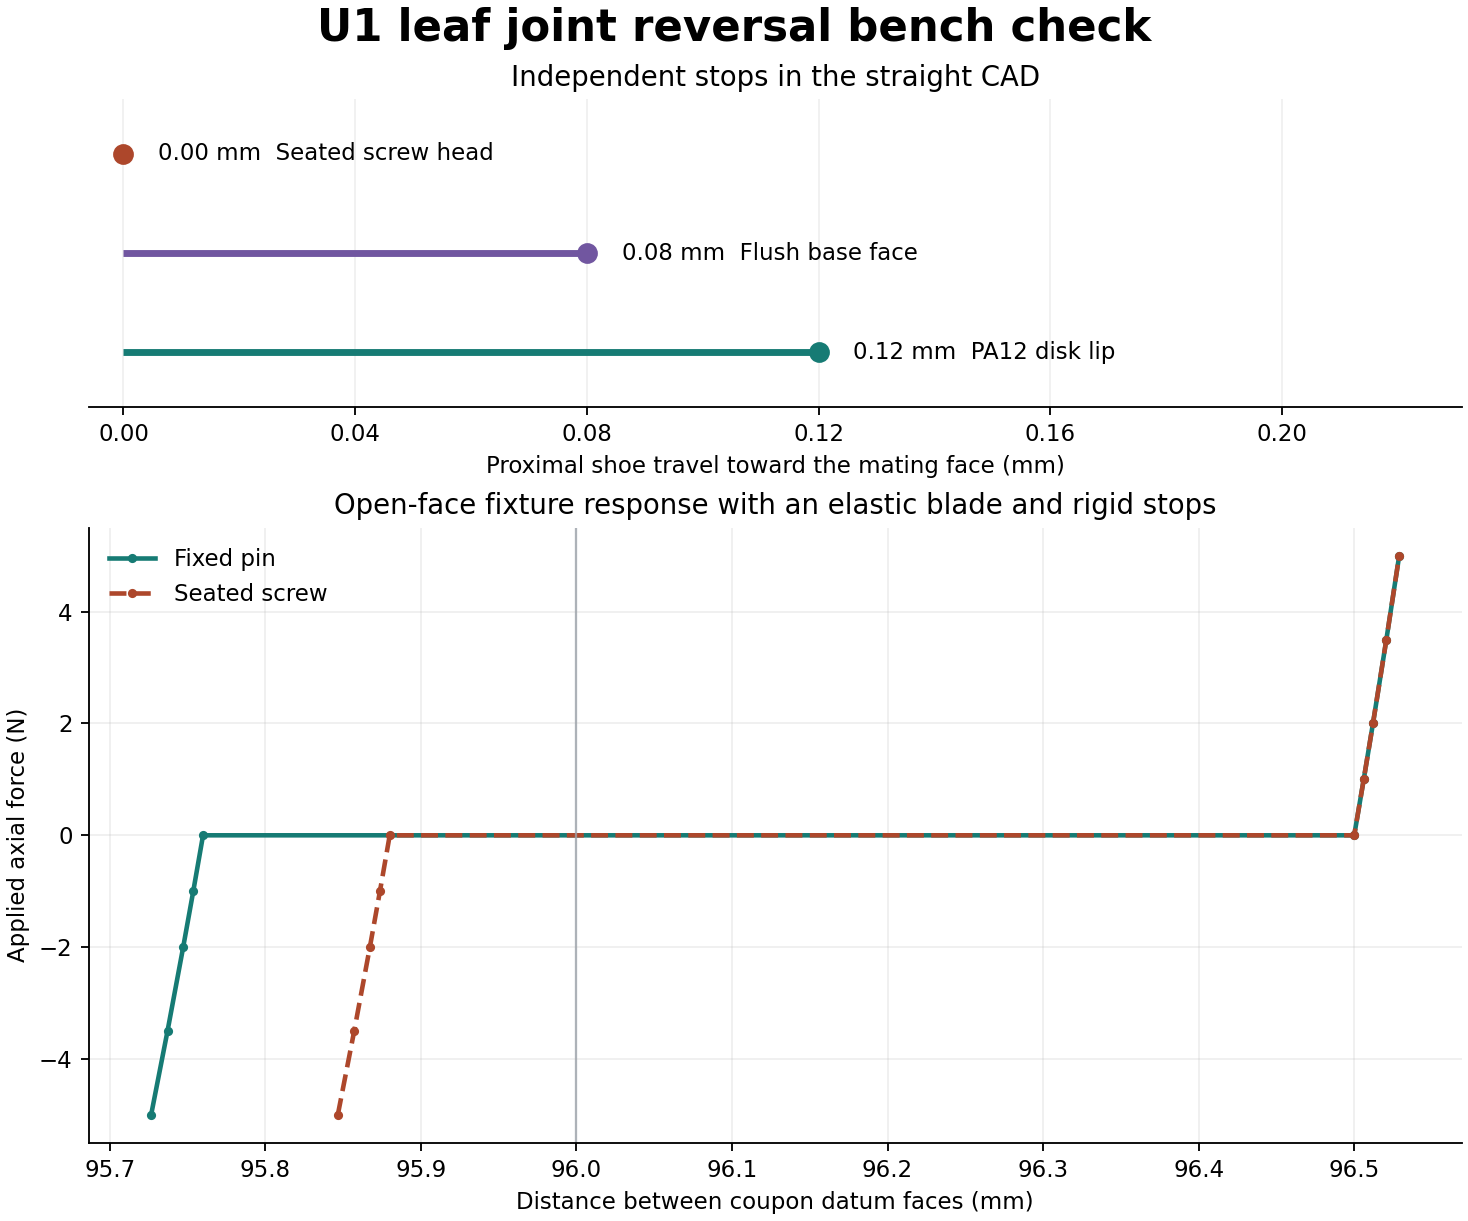 U1 leaf joint reversal bench check
Independent stops in the straight CAD
0.00 mm  Seated screw head
0.08 mm  Flush base face
0.12 mm  PA12 disk lip
0.00 0.04 0.08 0.12 0.16 0.20
Proximal shoe travel toward the mating face (mm)
Open-face fixture response with an elastic blade and rigid stops
Fixed pin
Seated screw
4
2
0
−2
−4
Applied axial force (N)
95.7 95.8 95.9 96.0 96.1 96.2 96.3 96.4 96.5
Distance between coupon datum faces (mm)